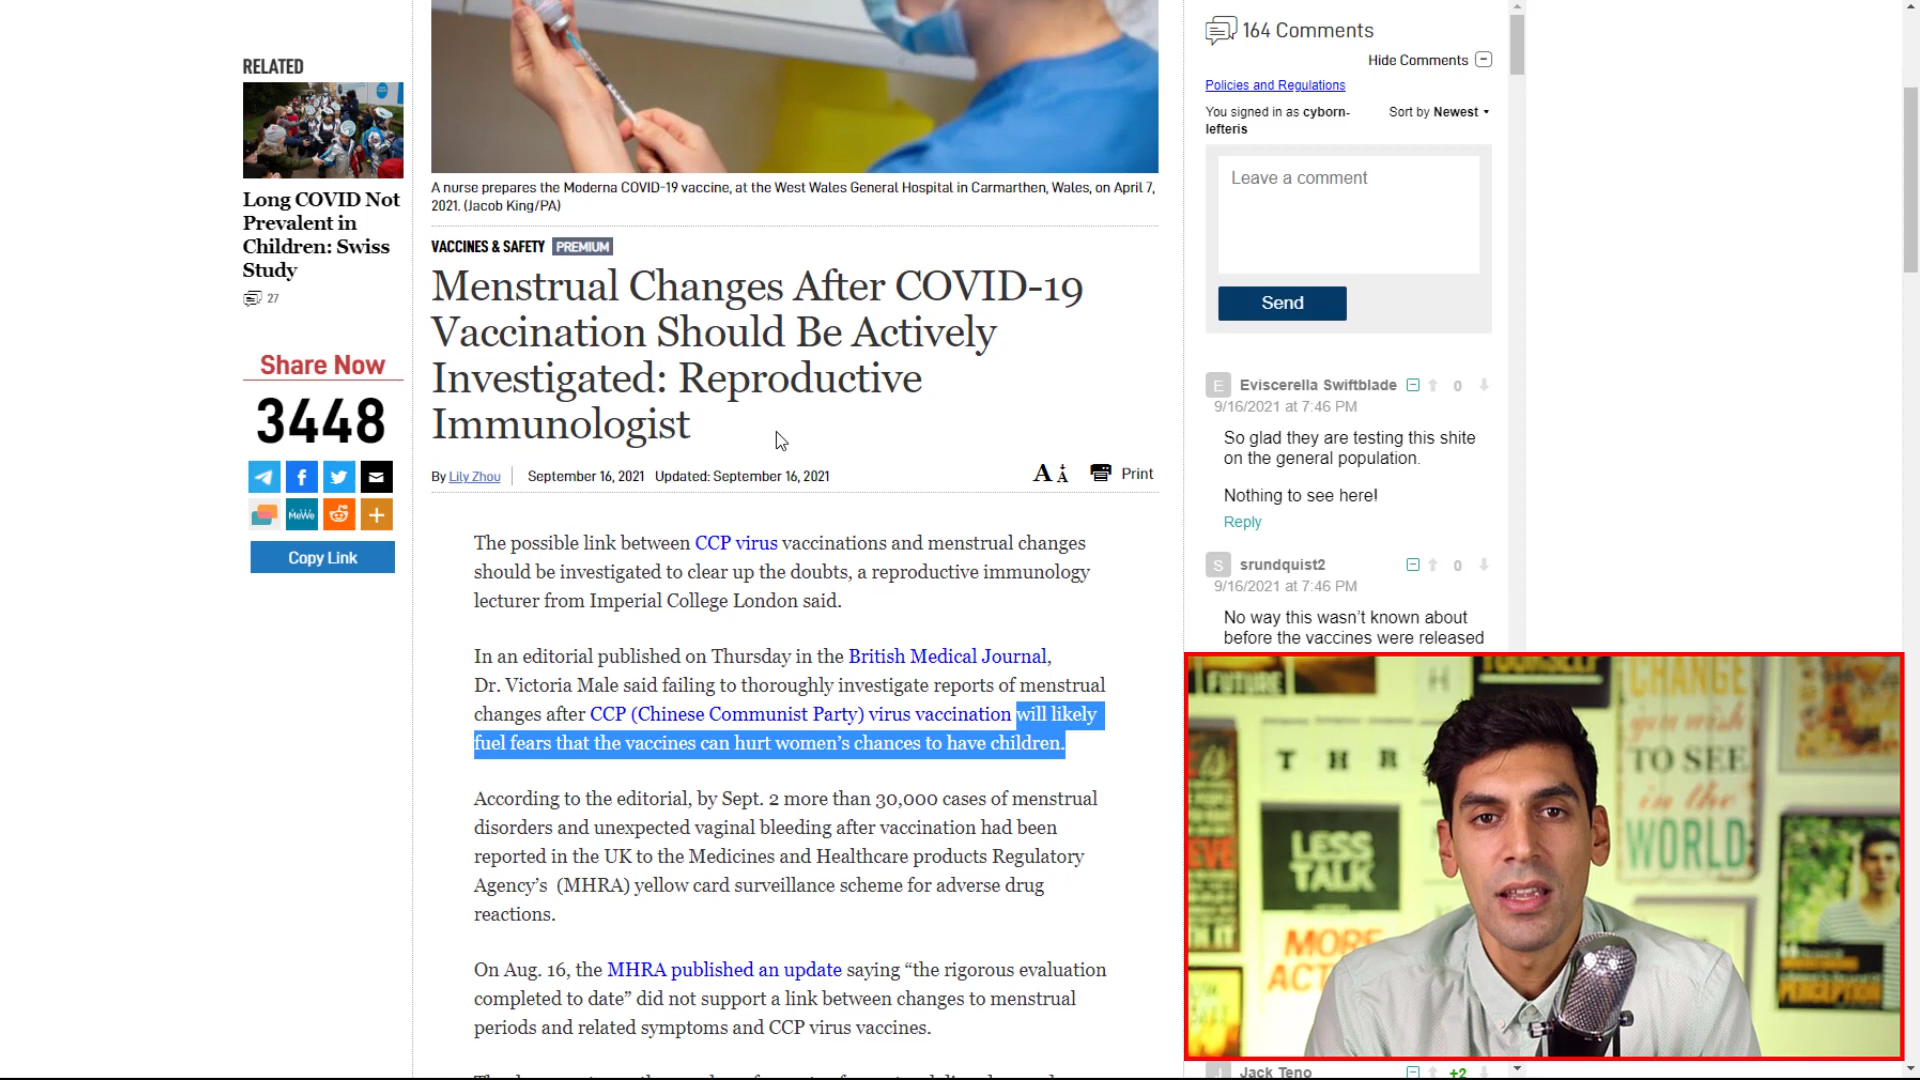 RELATED
Long COVID Not
Prevalent in
Children: Swiss
Study
27
Share Now
3448
MeWe
Copy Link
A nurse prepares the Moderna COVID-19 vaccine, at the West Wales General Hospital in Carmarthen, Wales, on April 7,
2021. (Jacob King/PA)
VACCINES & SAFETY PREMIUM
Menstrual Changes After COVID-19
Vaccination Should Be Actively
Investigated: Reproductive
Immunologist
By Lily Zhou September 16, 2021 Updated: September 16, 2021
A A Print
The possible link between CCP virus vaccinations and menstrual changes
should be investigated to clear up the doubts, a reproductive immunology
lecturer from Imperial College London said.
In an editorial published on Thursday in the British Medical Journal,
Dr. Victoria Male said failing to thoroughly investigate reports of menstrual
changes after CCP (Chinese Communist Party) virus vaccination will likely
fuel fears that the vaccines can hurt women’s chances to have children.
According to the editorial, by Sept. 2 more than 30,000 cases of menstrual
disorders and unexpected vaginal bleeding after vaccination had been
reported in the UK to the Medicines and Healthcare products Regulatory
Agency’s (MHRA) yellow card surveillance scheme for adverse drug
reactions.
On Aug. 16, the MHRA published an update saying “the rigorous evaluation
completed to date” did not support a link between changes to menstrual
periods and related symptoms and CCP virus vaccines.
164 Comments
Hide Comments
Policies and Regulations
You signed in as cyborn-
lefteris
Sort by Newest
Leave a comment
Send
E Eviscerella Swiftblade 0
9/16/2021 at 7:46 PM
So glad they are testing this shite
on the general population.
Nothing to see here!
Reply
S srundquist2 0
9/16/2021 at 7:46 PM
No way this wasn’t known about
before the vaccines were released
FUTURE
H
YOURSELF
CHANGE
you wish
TO SEE
in the
WORLD
T H R
LESS
TALK
MORE
PERCEPTION
Jack Teno +2